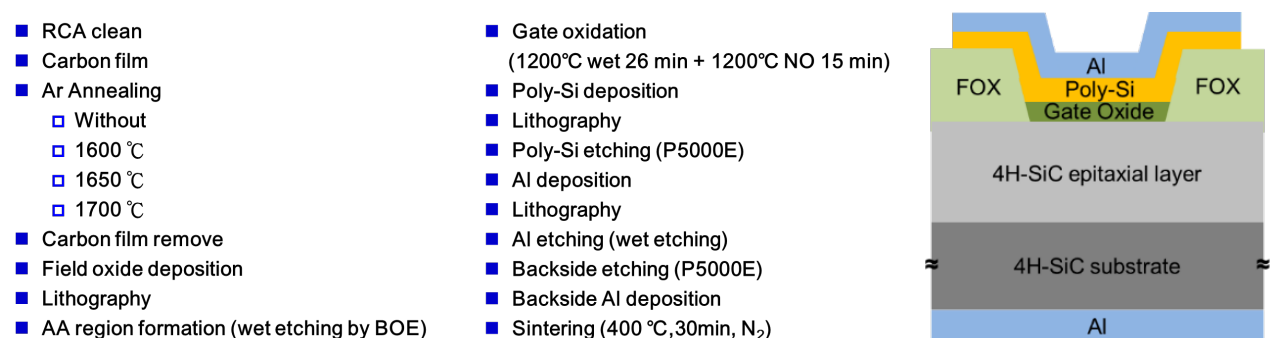 RCA clean
Carbon film
Ar Annealing
Without
1600 ℃
1650 ℃
1700 ℃
Carbon film remove
Field oxide deposition
Lithography
AA region formation (wet etching by BOE)
Gate oxidation
(1200℃ wet 26 min + 1200℃ NO 15 min)
Poly-Si deposition
Lithography
Poly-Si etching (P5000E)
Al deposition
Lithography
Al etching (wet etching)
Backside etching (P5000E)
Backside Al deposition
Sintering (400 ℃,30min, N₂)
Al
FOX
Poly-Si
FOX
Gate Oxide
4H-SiC epitaxial layer
≈ 4H-SiC substrate ≈
Al